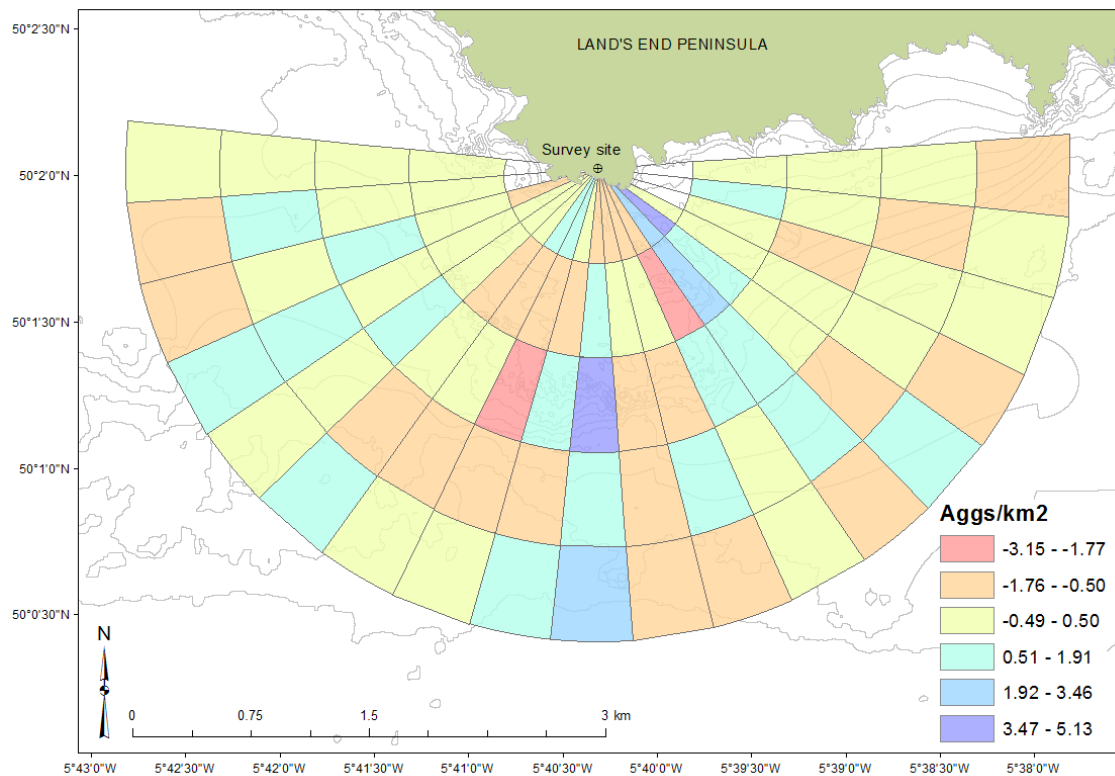 50°2'30"N
LAND'S END PENINSULA
Survey site
50°2'0"N
50°1'30"N
50°1'0"N
50°0'30"N
Aggs/km2
-3.15 - -1.77
-1.76 - -0.50
-0.49 - 0.50
0.51 - 1.91
1.92 - 3.46
3.47 - 5.13
N
0 0.75 1.5 3 km
5°43'0"W 5°42'30"W 5°42'0"W 5°41'30"W 5°41'0"W 5°40'30"W 5°40'0"W 5°39'30"W 5°39'0"W 5°38'30"W 5°38'0"W